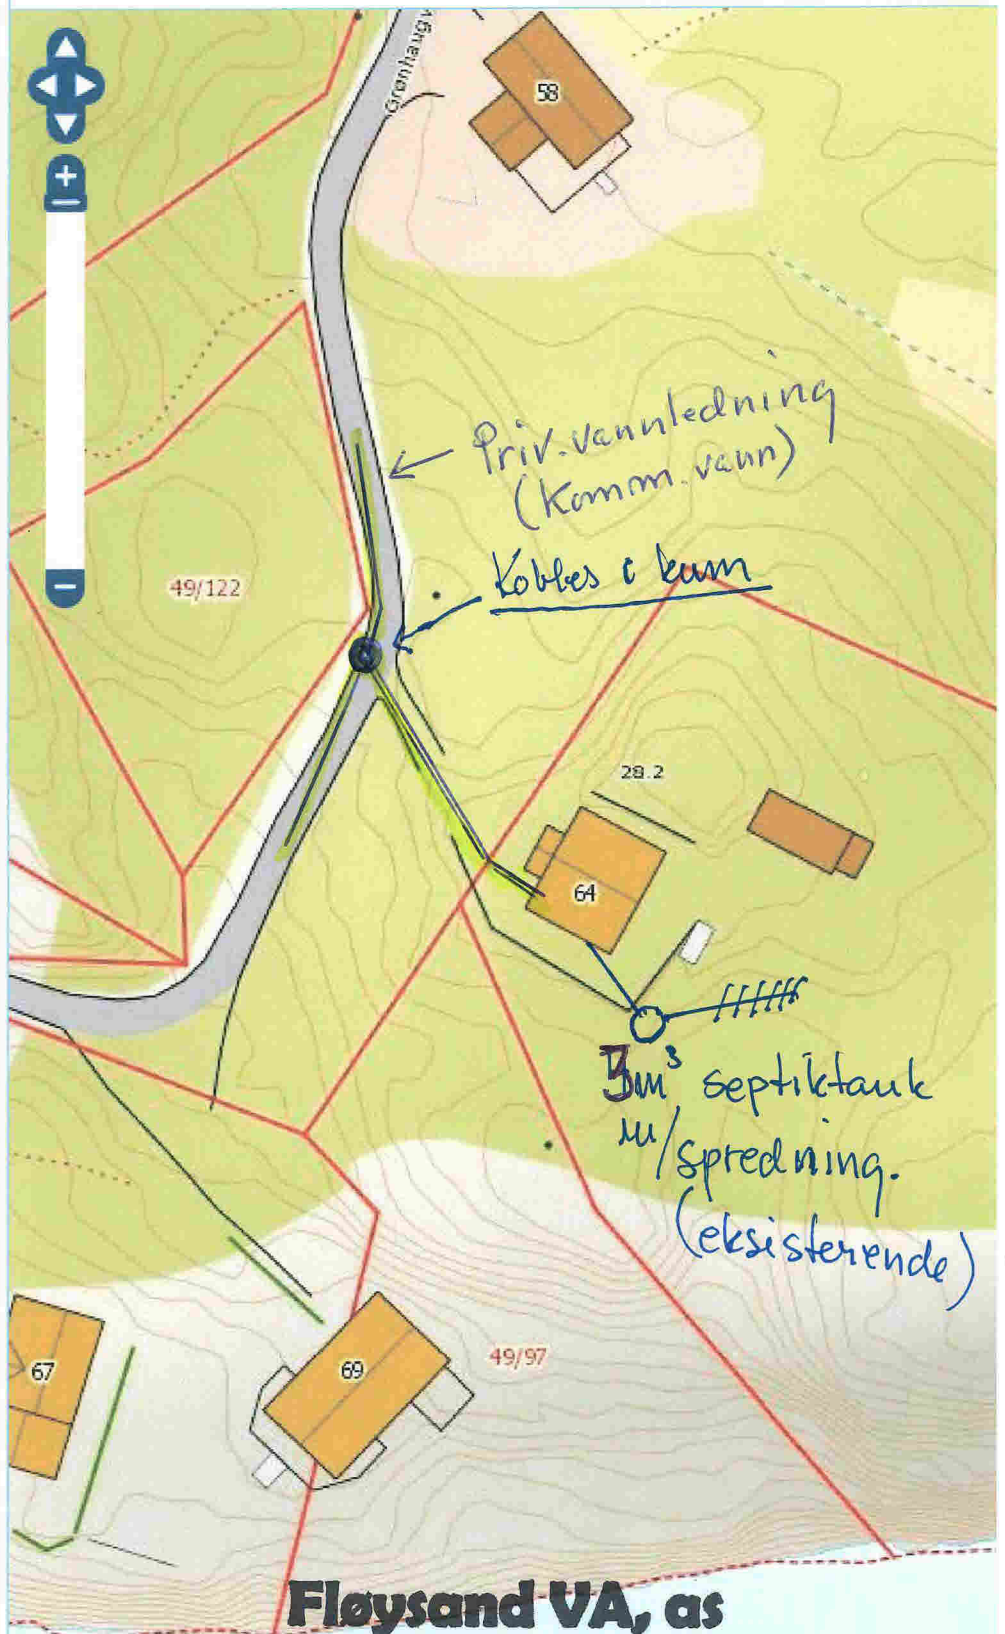 Grønhaugv
58
Priv. vannledning
(Komm. vann)
Kobles i kum
49/122
28.2
64
3m³ septiktank
m/spredning.
(eksisterende)
67
69
49/97
Fløysand VA, as